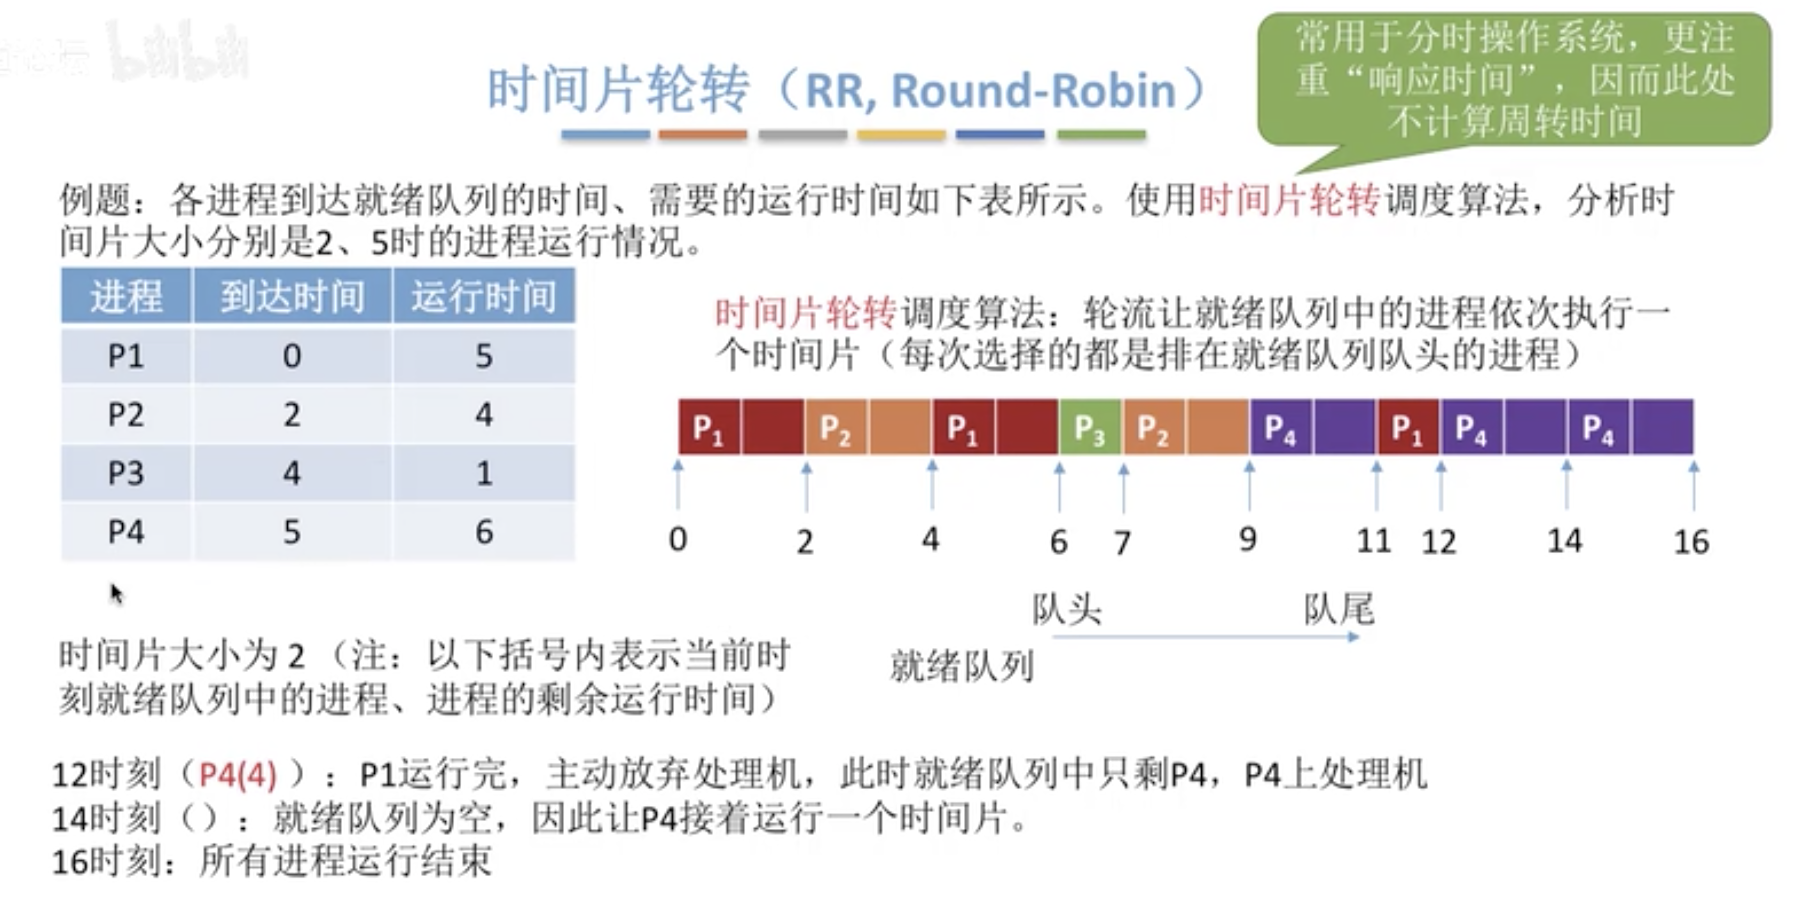 bilibili
时间片轮转（RR, Round-Robin）
常用于分时操作系统，更注
重“响应时间”，因而此处
不计算周转时间
例题：各进程到达就绪队列的时间、需要的运行时间如下表所示。使用时间片轮转调度算法，分析时
间片大小分别是2、5时的进程运行情况。
进程 到达时间 运行时间
P1 0 5
P2 2 4
P3 4 1
P4 5 6
时间片轮转调度算法：轮流让就绪队列中的进程依次执行一
个时间片（每次选择的都是排在就绪队列队头的进程）
P1 P2 P1 P3 P2 P4 P1 P4 P4
0 2 4 6 7 9 11 12 14 16
队头 队尾
就绪队列
时间片大小为 2（注：以下括号内表示当前时
刻就绪队列中的进程、进程的剩余运行时间）
12时刻（P4(4) ）：P1运行完，主动放弃处理机，此时就绪队列中只剩P4，P4上处理机
14时刻（）：就绪队列为空，因此让P4接着运行一个时间片。
16时刻：所有进程运行结束